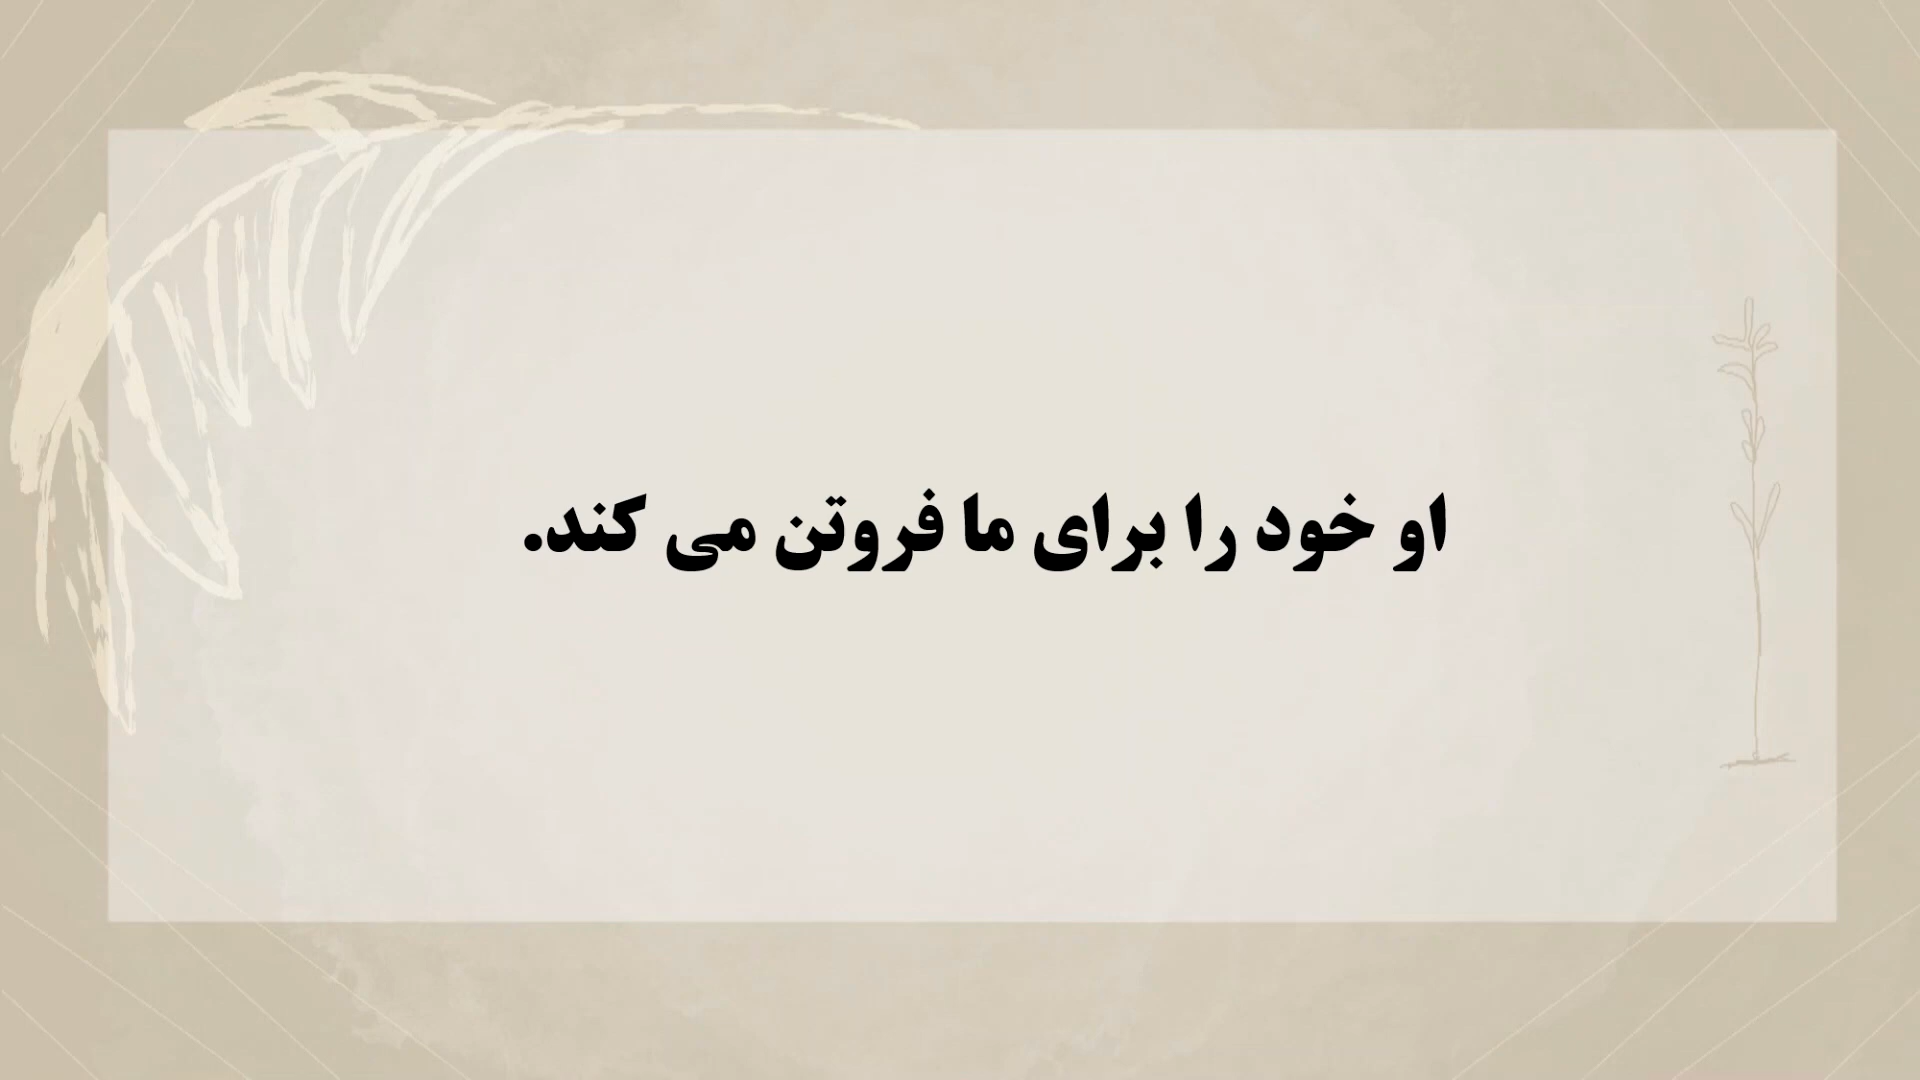 او خود را برای ما فروتن می کند.